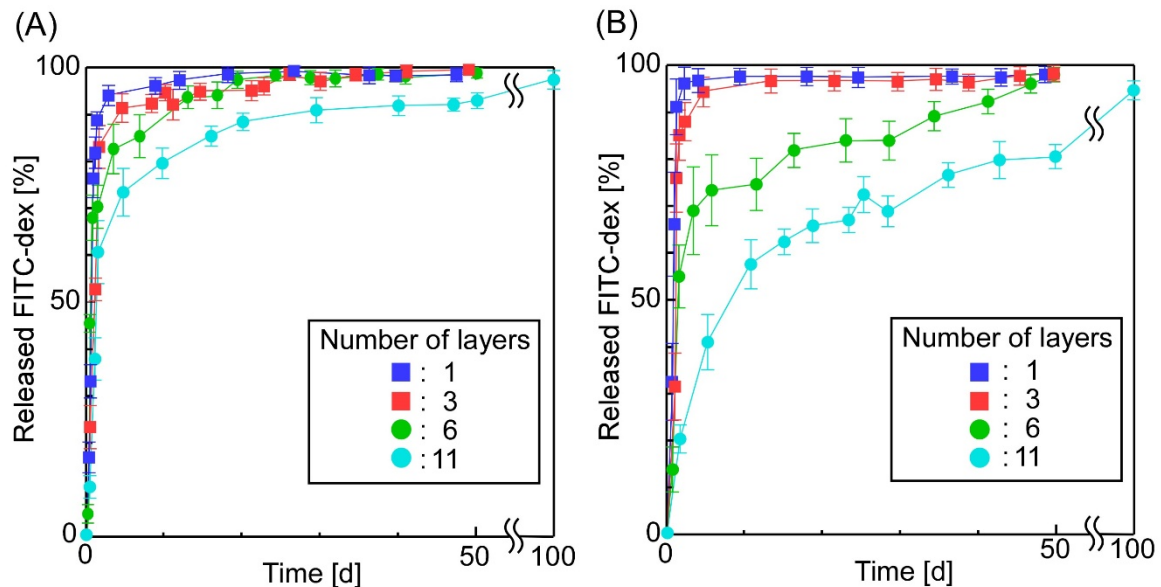 (A)
100
50
0
Released FITC-dex [%]
Number of layers
: 1
: 3
: 6
: 11
0
50
100
Time [d]
(B)
100
50
0
Released FITC-dex [%]
Number of layers
: 1
: 3
: 6
: 11
0
50
100
Time [d]